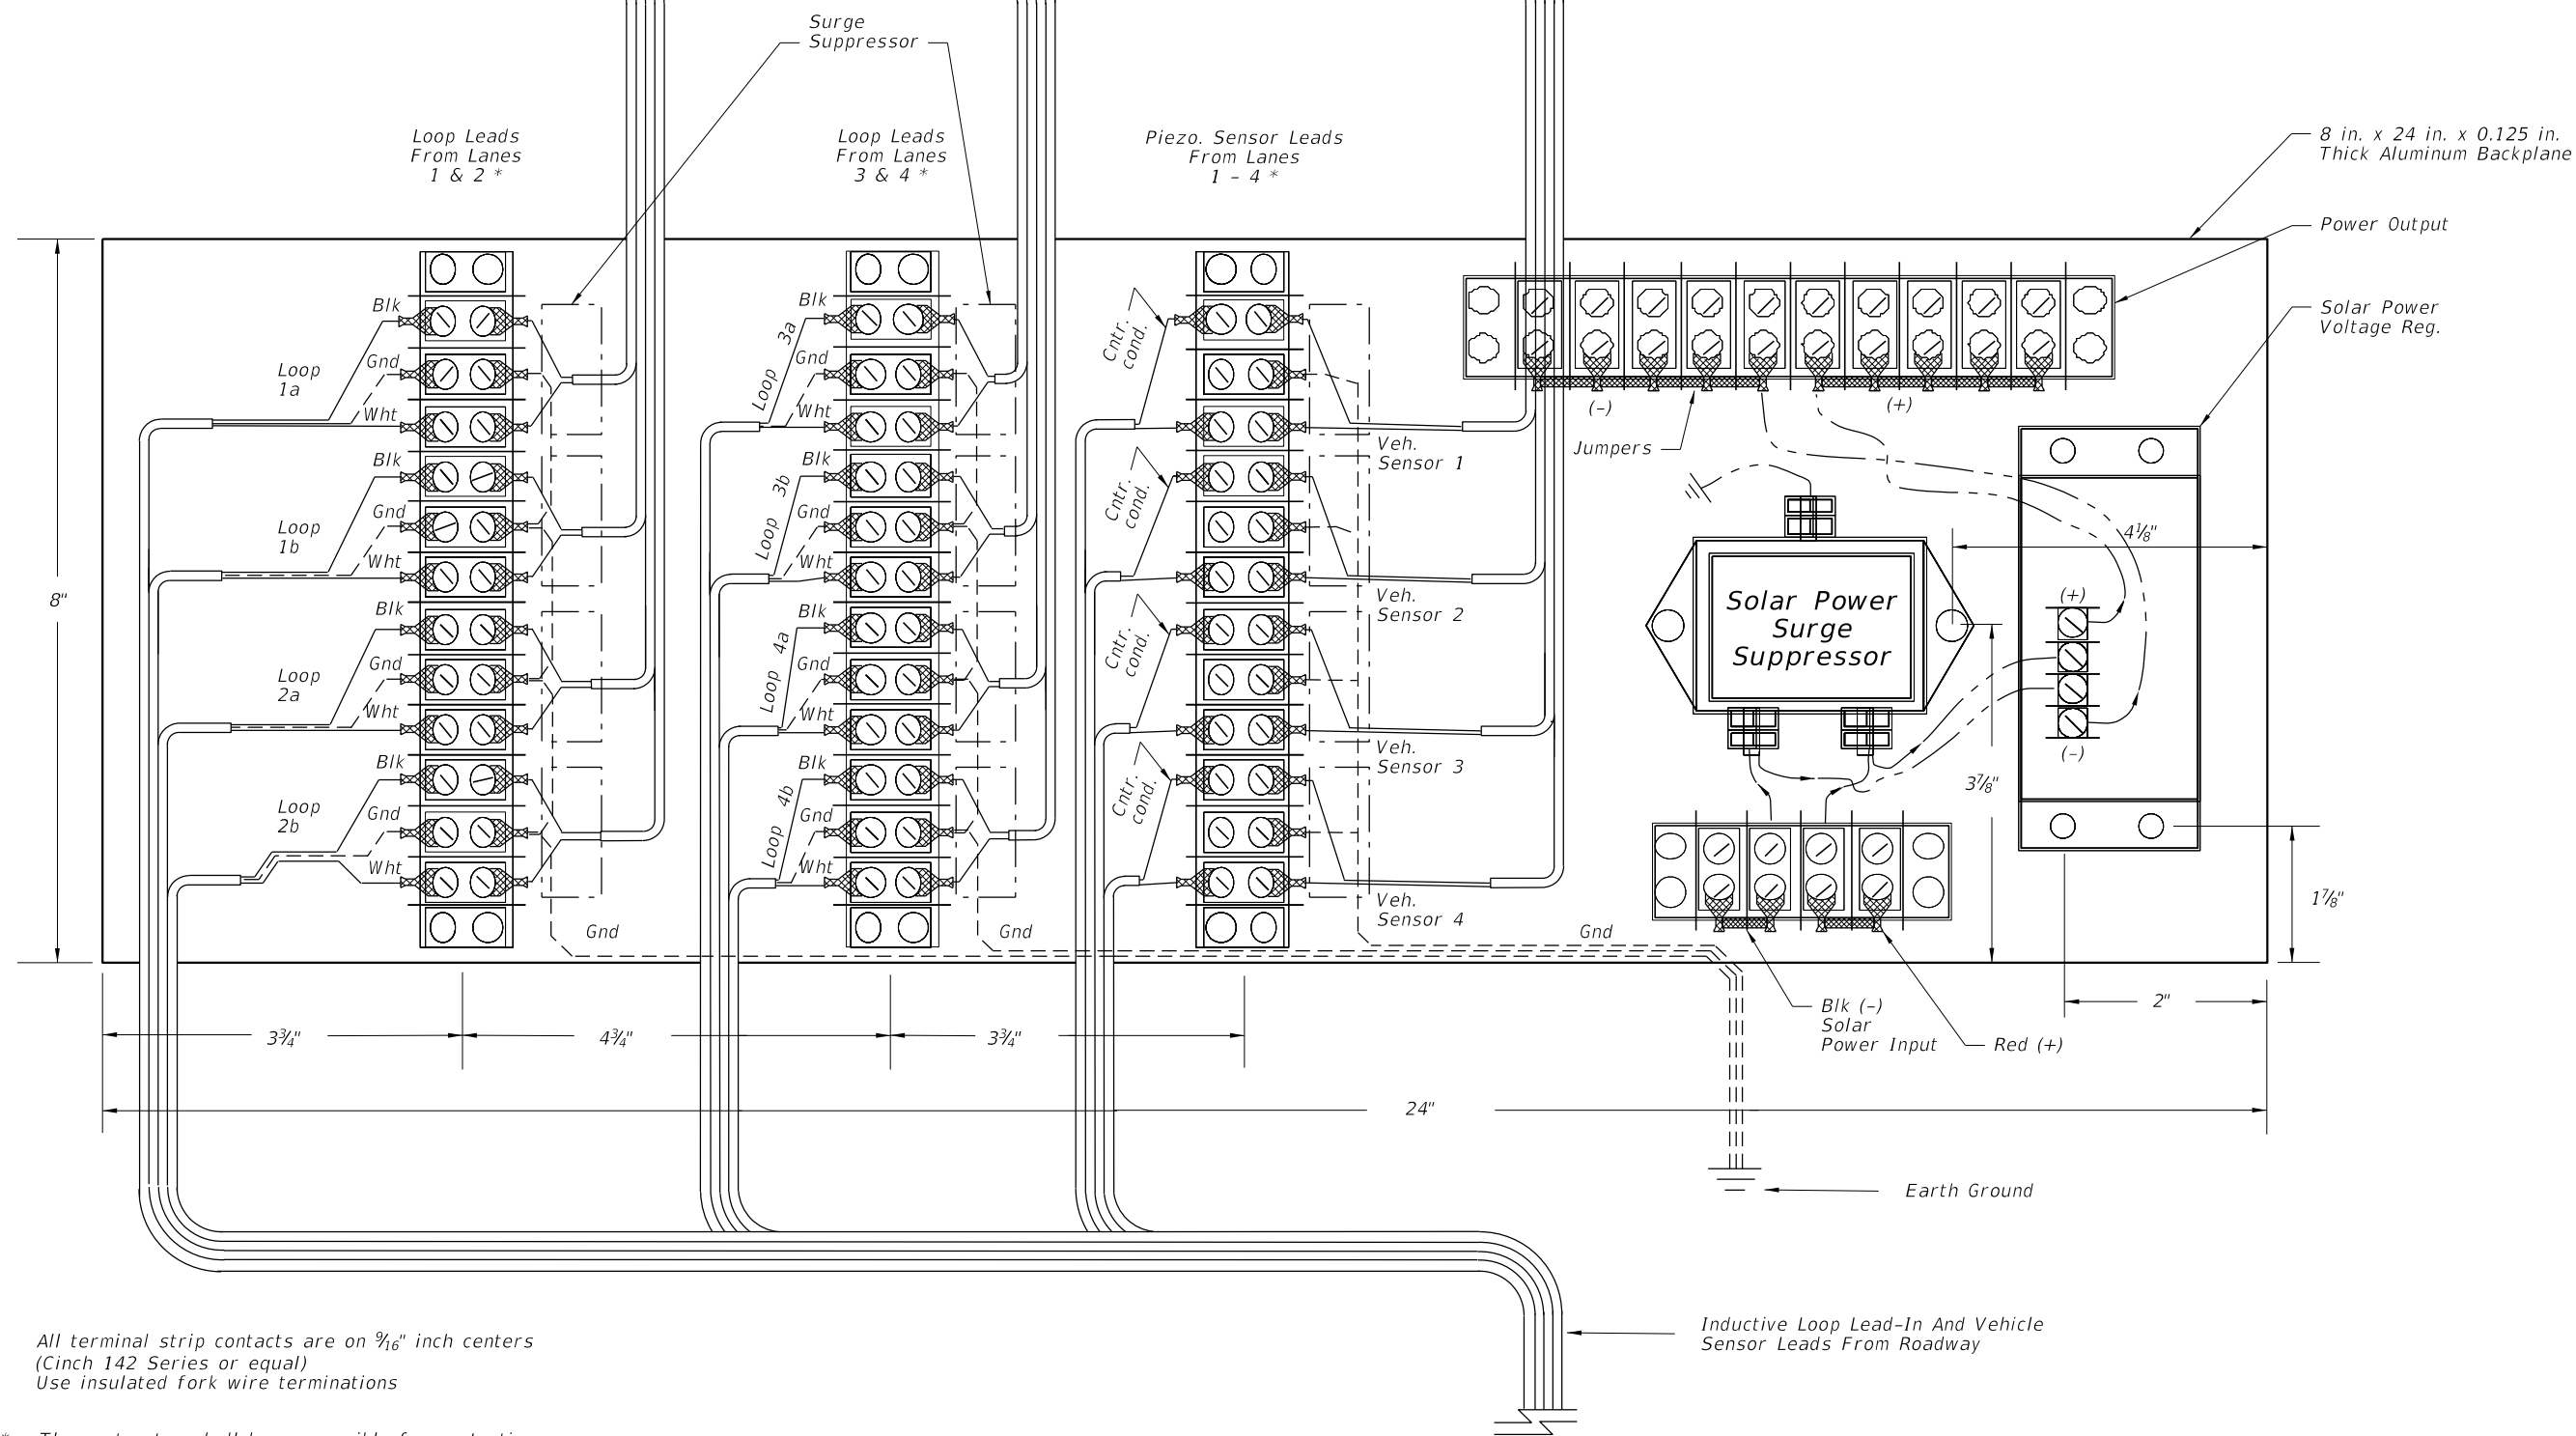 Surge
Suppressor
Loop Leads
From Lanes
1 & 2 *
Loop Leads
From Lanes
3 & 4 *
Piezo. Sensor Leads
From Lanes
1 - 4 *
8 in. x 24 in. x 0.125 in.
Thick Aluminum Backplane
Power Output
Solar Power
Voltage Reg.
Blk
Gnd
Loop
1a
Wht
Blk
Gnd
Loop
1b
Wht
Blk
Gnd
Loop
2a
Wht
Blk
Gnd
Loop
2b
Wht
Gnd
Blk
Loop 3a
Gnd
Wht
Blk
Loop 3b
Gnd
Wht
Blk
Loop 4a
Gnd
Wht
Blk
Loop 4b
Gnd
Wht
Gnd
Cntr.
cond.
Cntr.
cond.
Cntr.
cond.
Cntr.
cond.
Veh.
Sensor 1
Veh.
Sensor 2
Veh.
Sensor 3
Veh.
Sensor 4
Gnd
(-)
(+)
Jumpers
Solar Power
Surge
Suppressor
4⅛"
(+)
(-)
3⅞"
1⅞"
2"
8"
Blk (-)
Solar
Power Input
Red (+)
3¾"
4¾"
3¾"
24"
Earth Ground
Inductive Loop Lead-In And Vehicle
Sensor Leads From Roadway
All terminal strip contacts are on 9/16" inch centers
(Cinch 142 Series or equal)
Use insulated fork wire terminations
*